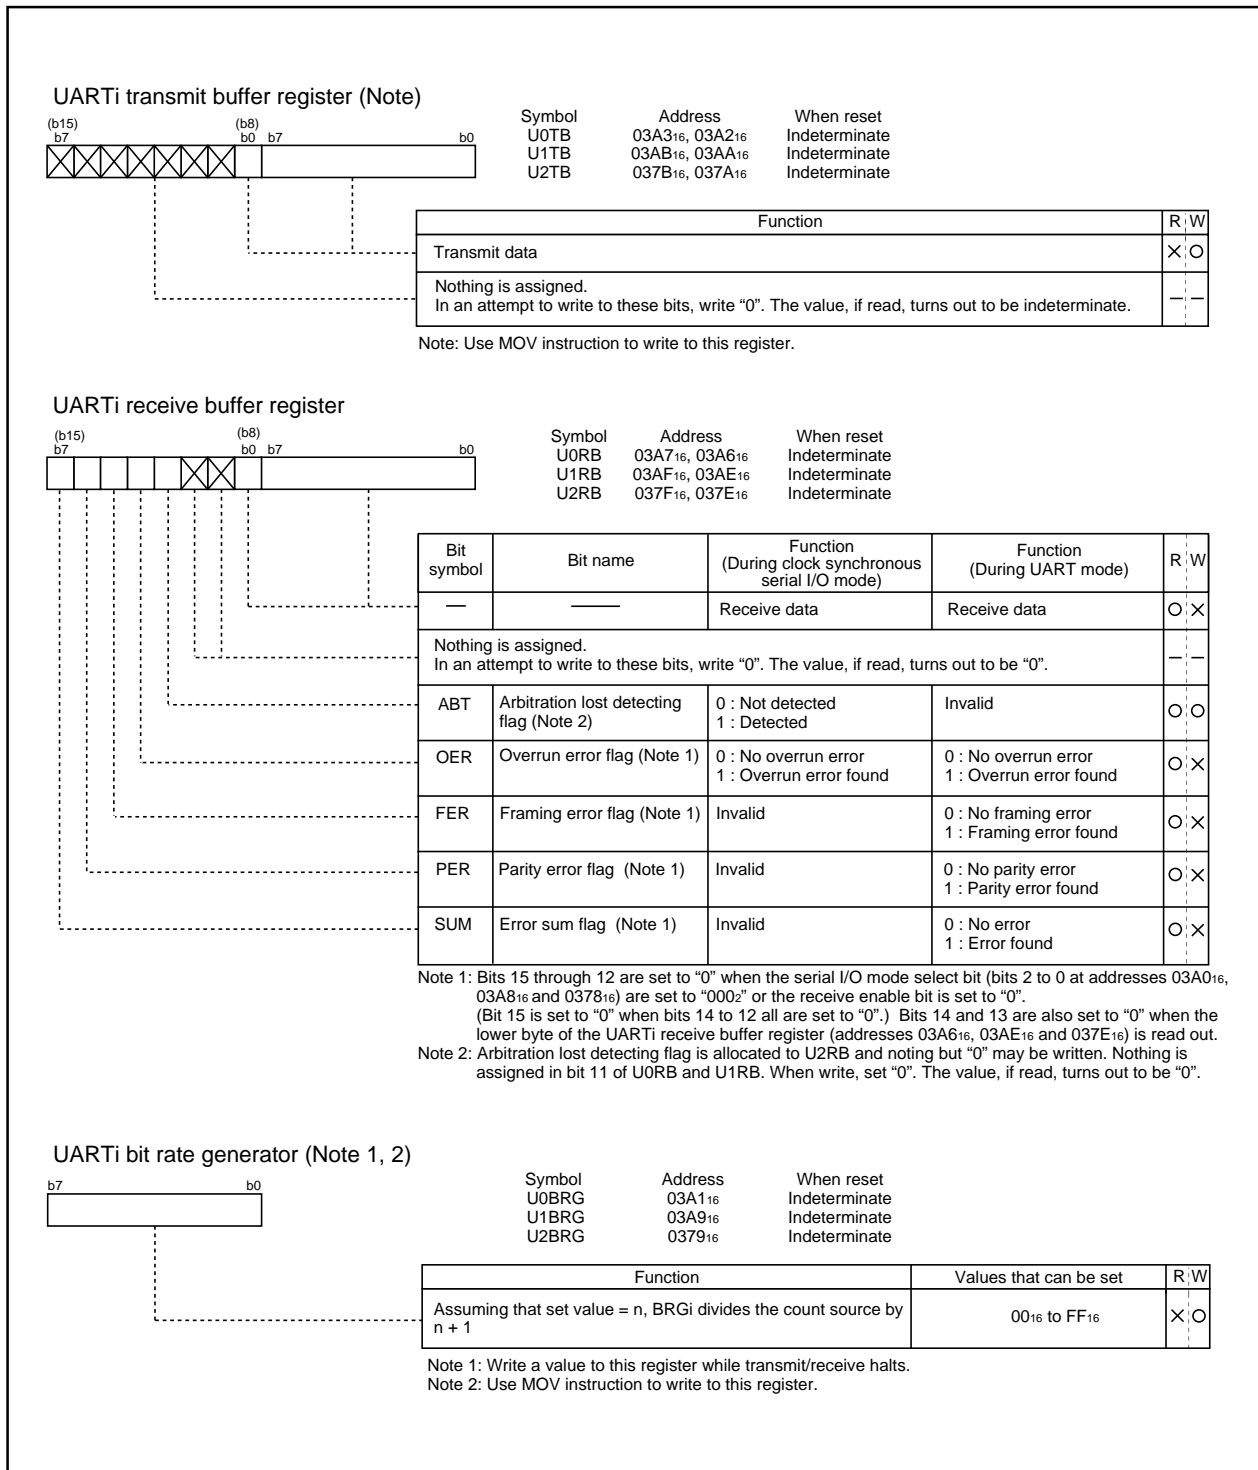 UARTi transmit buffer register (Note)
(b15) (b8)
b7 b0 b7 b0
Symbol Address When reset
U0TB 03A3₁₆, 03A2₁₆ Indeterminate
U1TB 03AB₁₆, 03AA₁₆ Indeterminate
U2TB 037B₁₆, 037A₁₆ Indeterminate
Function R W
Transmit data × ○
Nothing is assigned.
In an attempt to write to these bits, write “0”. The value, if read, turns out to be indeterminate. — —
Note: Use MOV instruction to write to this register.
UARTi receive buffer register
(b15) (b8)
b7 b0 b7 b0
Symbol Address When reset
U0RB 03A7₁₆, 03A6₁₆ Indeterminate
U1RB 03AF₁₆, 03AE₁₆ Indeterminate
U2RB 037F₁₆, 037E₁₆ Indeterminate
Bit symbol Bit name Function (During clock synchronous serial I/O mode) Function (During UART mode) R W
— — Receive data Receive data ○ ×
Nothing is assigned.
In an attempt to write to these bits, write “0”. The value, if read, turns out to be “0”. — —
ABT Arbitration lost detecting flag (Note 2) 0 : Not detected 1 : Detected Invalid ○ ○
OER Overrun error flag (Note 1) 0 : No overrun error 1 : Overrun error found 0 : No overrun error 1 : Overrun error found ○ ×
FER Framing error flag (Note 1) Invalid 0 : No framing error 1 : Framing error found ○ ×
PER Parity error flag (Note 1) Invalid 0 : No parity error 1 : Parity error found ○ ×
SUM Error sum flag (Note 1) Invalid 0 : No error 1 : Error found ○ ×
Note 1: Bits 15 through 12 are set to “0” when the serial I/O mode select bit (bits 2 to 0 at addresses 03A0₁₆,
03A8₁₆ and 0378₁₆) are set to “000₂” or the receive enable bit is set to “0”.
(Bit 15 is set to “0” when bits 14 to 12 all are set to “0”.) Bits 14 and 13 are also set to “0” when the
lower byte of the UARTi receive buffer register (addresses 03A6₁₆, 03AE₁₆ and 037E₁₆) is read out.
Note 2: Arbitration lost detecting flag is allocated to U2RB and noting but “0” may be written. Nothing is
assigned in bit 11 of U0RB and U1RB. When write, set “0”. The value, if read, turns out to be “0”.
UARTi bit rate generator (Note 1, 2)
b7 b0
Symbol Address When reset
U0BRG 03A1₁₆ Indeterminate
U1BRG 03A9₁₆ Indeterminate
U2BRG 0379₁₆ Indeterminate
Function Values that can be set R W
Assuming that set value = n, BRGi divides the count source by
n + 1 00₁₆ to FF₁₆ × ○
Note 1: Write a value to this register while transmit/receive halts.
Note 2: Use MOV instruction to write to this register.